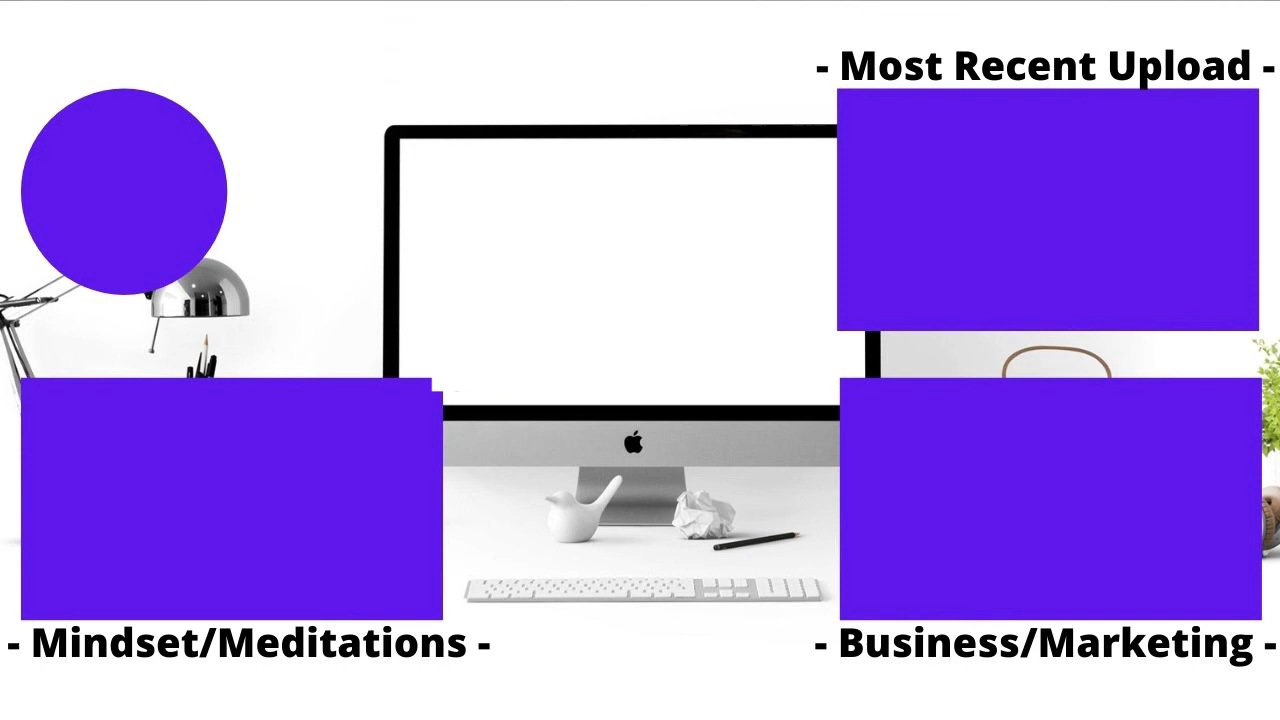 - Most Recent Upload -
- Mindset/Meditations -
- Business/Marketing -